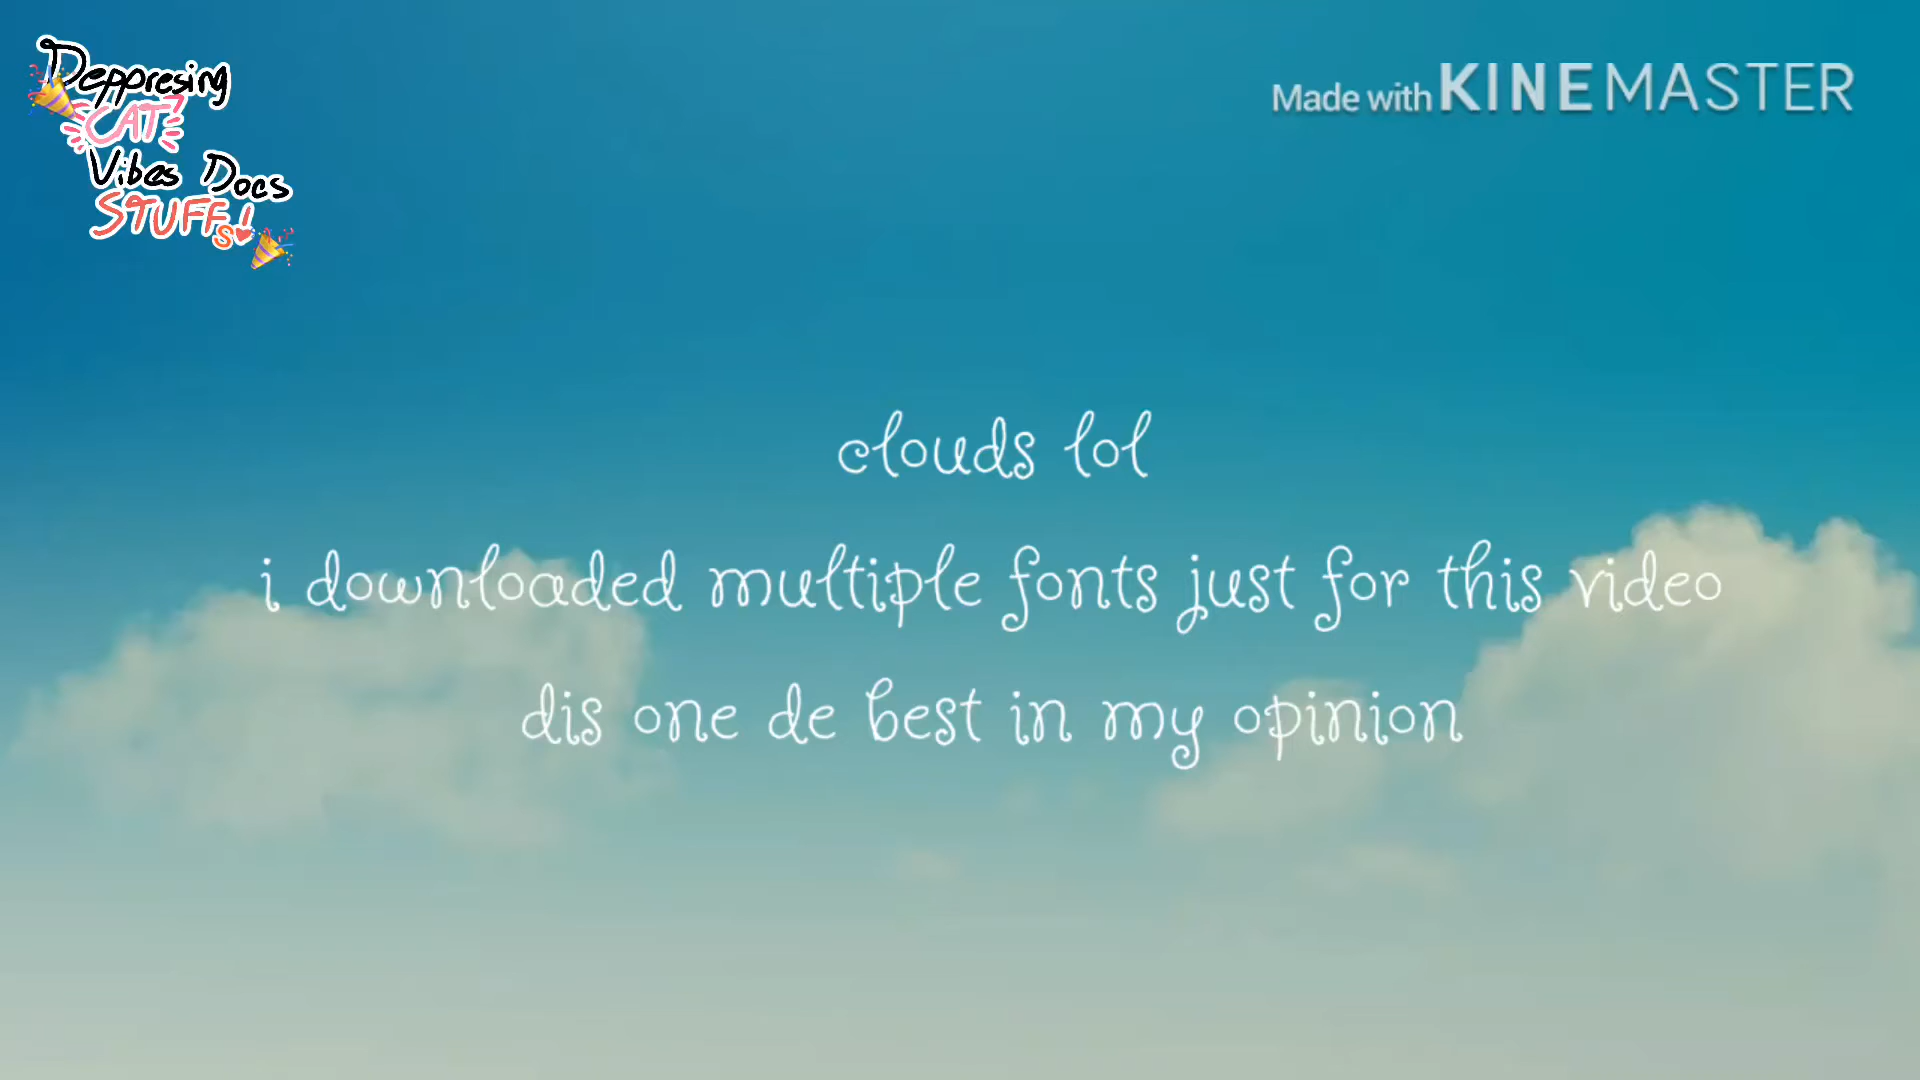 Deppresing
CAT
Vibes Docs
STUFFs!
Made with KINEMASTER
clouds lol
i downloaded multiple fonts just for this video
dis one de best in my opinion